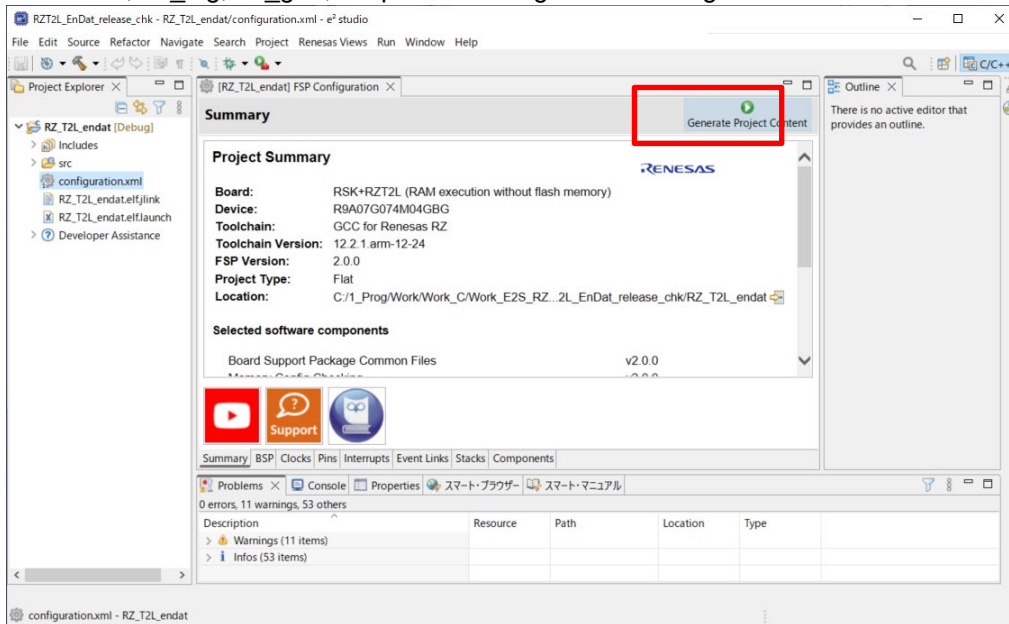 RZT2L_EnDat_release_chk - RZ_T2L_endat/configuration.xml - e² studio
File Edit Source Refactor Navigate Search Project Renesas Views Run Window Help
C/C++
Project Explorer
RZ_T2L_endat [Debug]
Includes
src
configuration.xml
RZ_T2L_endat.elf.jlink
RZ_T2L_endat.elf.launch
Developer Assistance
[RZ_T2L_endat] FSP Configuration
Summary
Generate Project Content
Project Summary
RENESAS
Board: RSK+RZT2L (RAM execution without flash memory)
Device: R9A07G074M04GBG
Toolchain: GCC for Renesas RZ
Toolchain Version: 12.2.1.arm-12-24
FSP Version: 2.0.0
Project Type: Flat
Location: C:/1_Prog/Work/Work_C/Work_E2S_RZ...2L_EnDat_release_chk/RZ_T2L_endat
Selected software components
Board Support Package Common Files v2.0.0
Support
Summary BSP Clocks Pins Interrupts Event Links Stacks Components
Outline
There is no active editor that
provides an outline.
Problems Console Properties スマート・ブラウザー スマート・マニュアル
0 errors, 11 warnings, 53 others
Description Resource Path Location Type
Warnings (11 items)
Infos (53 items)
configuration.xml - RZ_T2L_endat